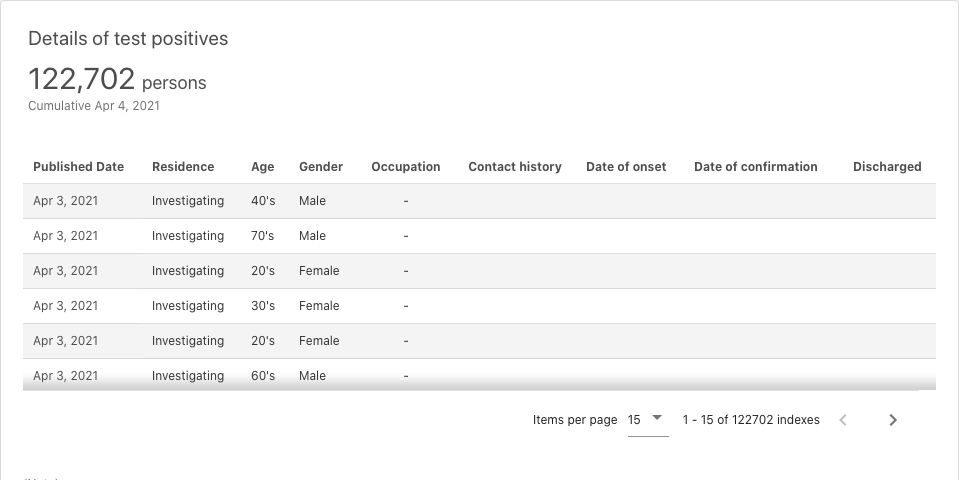 Details of test positives
122,702 persons
Cumulative Apr 4, 2021
Published Date Residence Age Gender Occupation Contact history Date of onset Date of confirmation Discharged
Apr 3, 2021 Investigating 40's Male -
Apr 3, 2021 Investigating 70's Male -
Apr 3, 2021 Investigating 20's Female -
Apr 3, 2021 Investigating 30's Female -
Apr 3, 2021 Investigating 20's Female -
Apr 3, 2021 Investigating 60's Male -
Items per page 15 1 - 15 of 122702 indexes